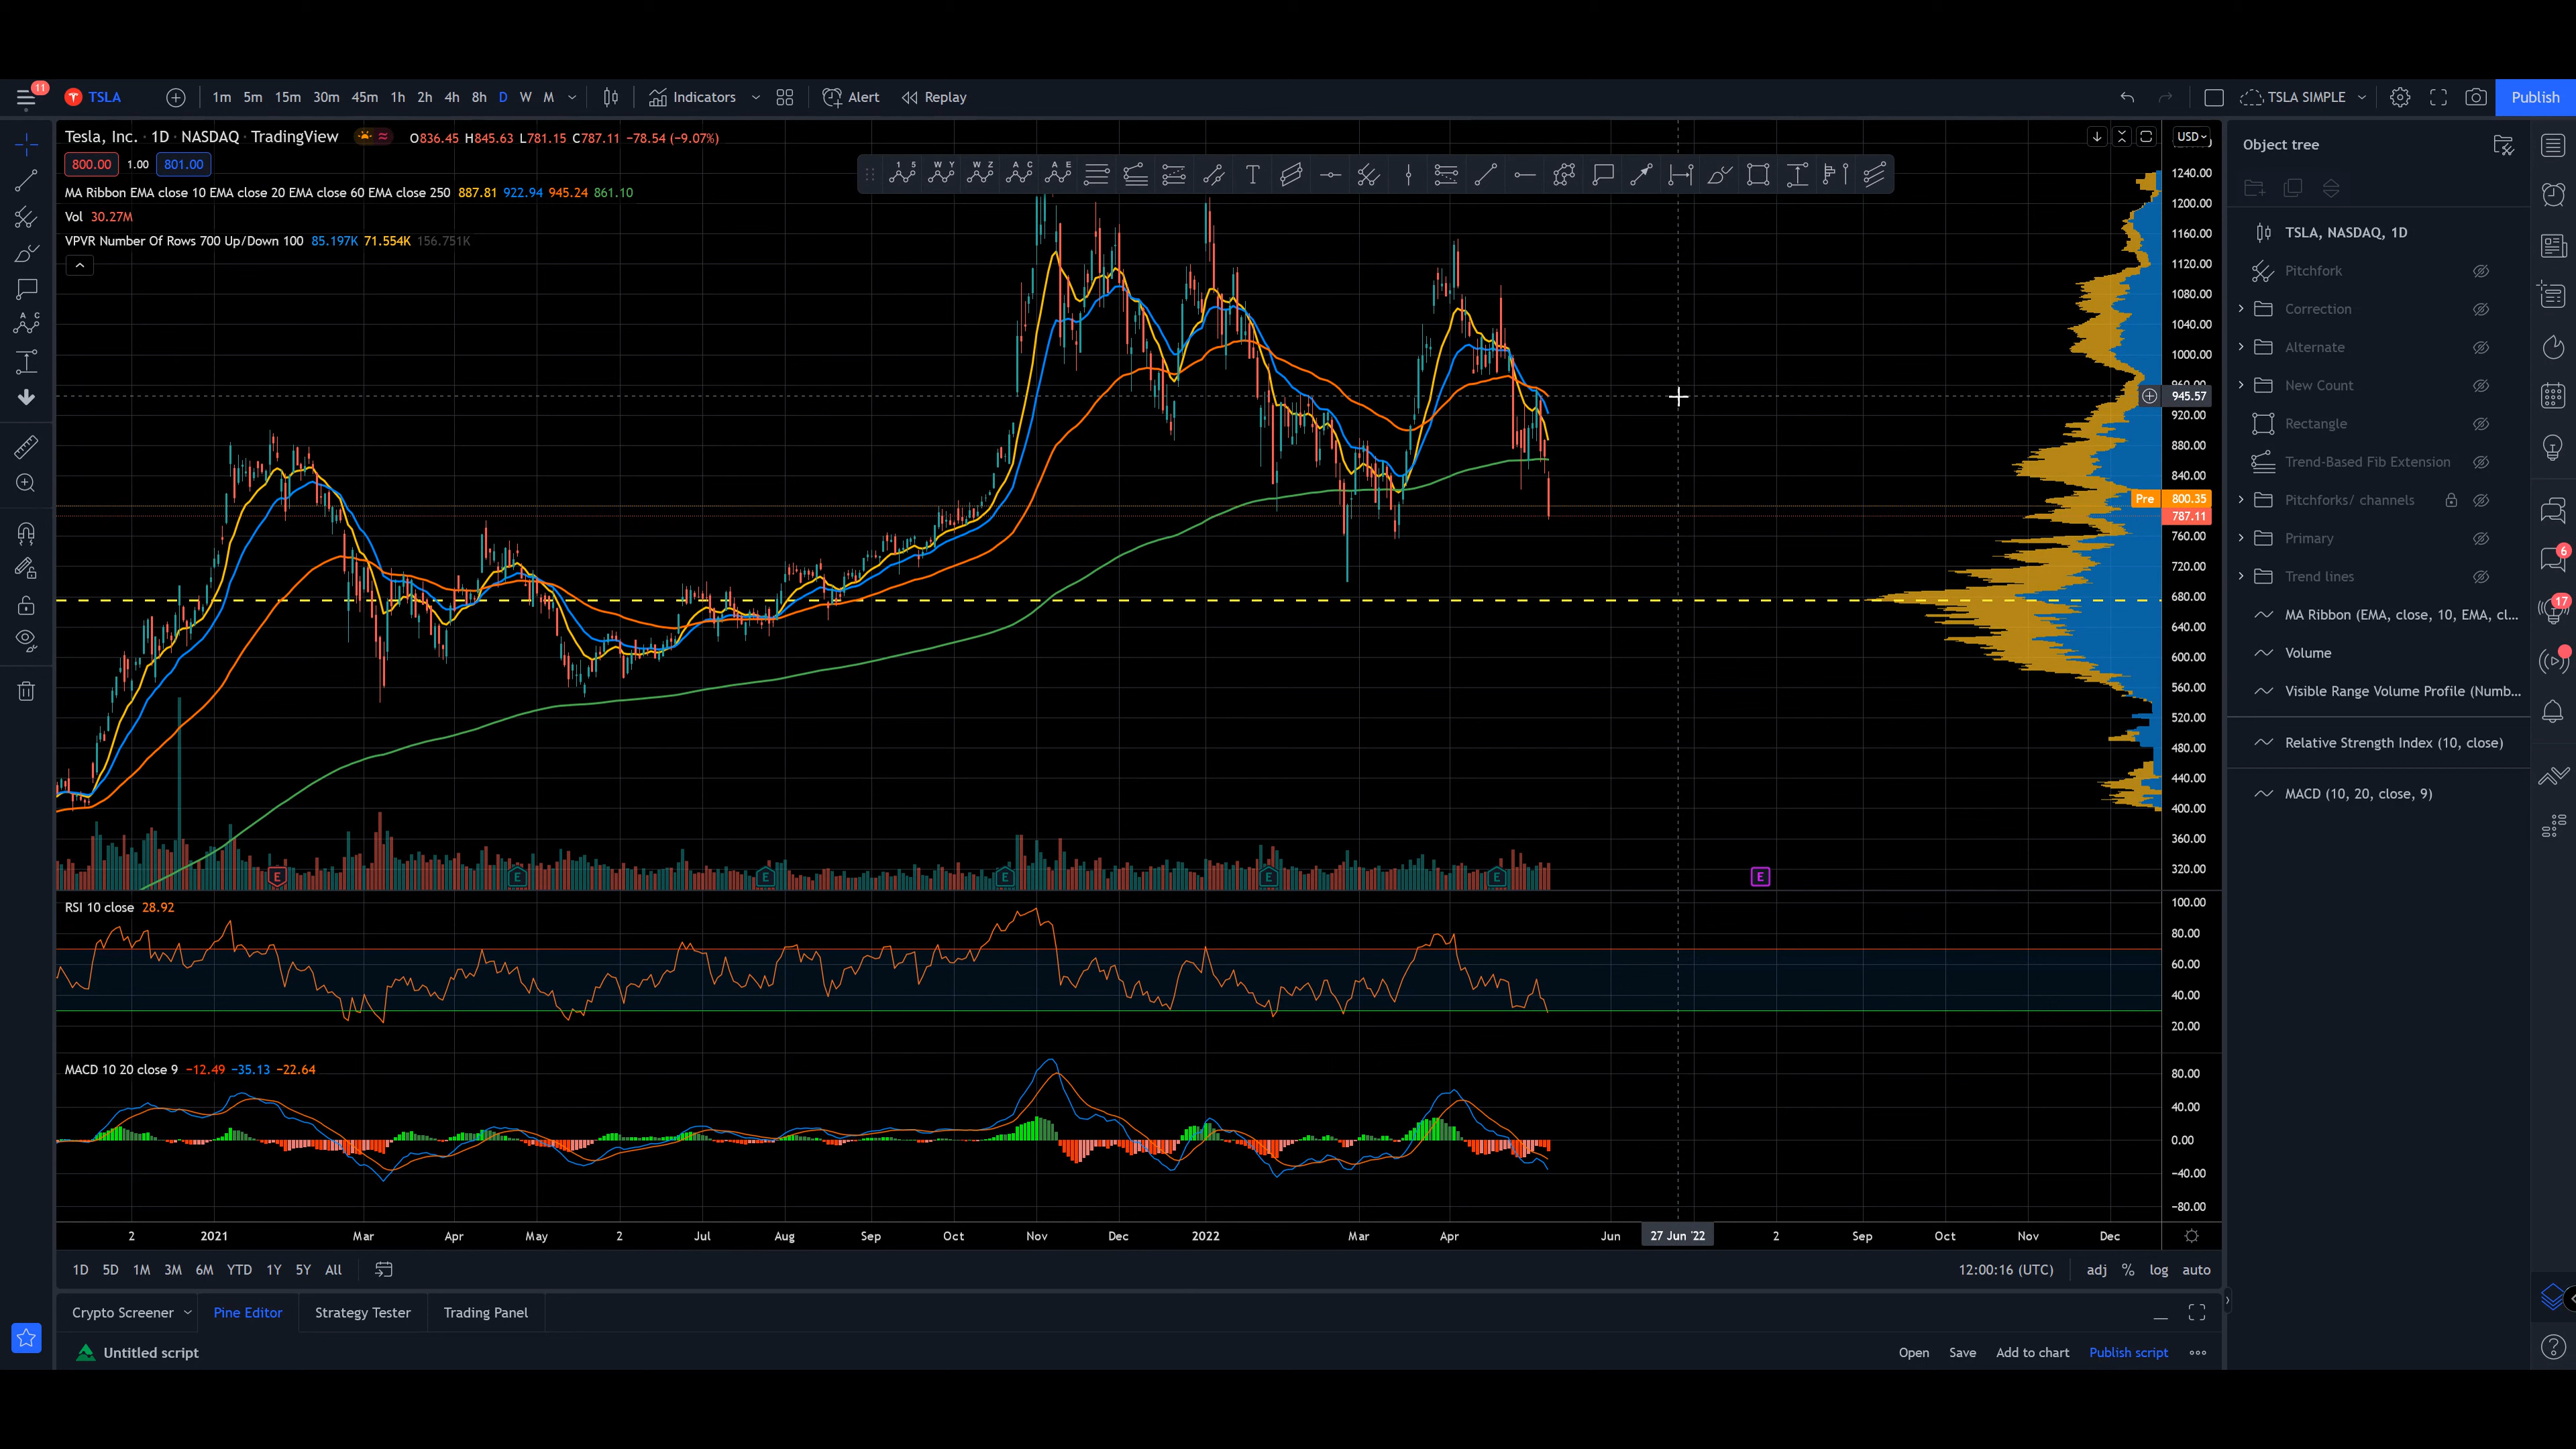 11
TSLA 1m 5m 15m 30m 45m 1h 2h 4h 8h D W M Indicators Alert Replay TSLA SIMPLE Publish
Tesla, Inc. · 1D · NASDAQ · TradingView O836.45 H845.63 L781.15 C787.11 −78.54 (−9.07%)
800.00 1.00 801.00
MA Ribbon EMA close 10 EMA close 20 EMA close 60 EMA close 250 887.81 922.94 945.24 861.10
Vol 30.27M
VPVR Number Of Rows 700 Up/Down 100 85.197K 71.554K 156.751K
1 5
W Y
W Z
A C
A E
T
A C
USD
1240.00
1200.00
1160.00
1120.00
1080.00
1040.00
1000.00
960.00
945.57
920.00
880.00
840.00
Pre 800.35
787.11
760.00
720.00
680.00
640.00
600.00
560.00
520.00
480.00
440.00
400.00
360.00
320.00
E E E E E E E
RSI 10 close 28.92
100.00
80.00
60.00
40.00
20.00
MACD 10 20 close 9 −12.49 −35.13 −22.64
80.00
40.00
0.00
−40.00
−80.00
2 2021 Mar Apr May 2 Jul Aug Sep Oct Nov Dec 2022 Mar Apr Jun 27 Jun '22 2 Sep Oct Nov Dec
1D 5D 1M 3M 6M YTD 1Y 5Y All 12:00:16 (UTC) adj % log auto
Crypto Screener Pine Editor Strategy Tester Trading Panel
Untitled script Open Save Add to chart Publish script
Object tree
TSLA, NASDAQ, 1D
Pitchfork
Correction
Alternate
New Count
Rectangle
Trend-Based Fib Extension
Pitchforks/ channels
Primary
Trend lines
MA Ribbon (EMA, close, 10, EMA, cl...
Volume
Visible Range Volume Profile (Numb...
Relative Strength Index (10, close)
MACD (10, 20, close, 9)
6
17